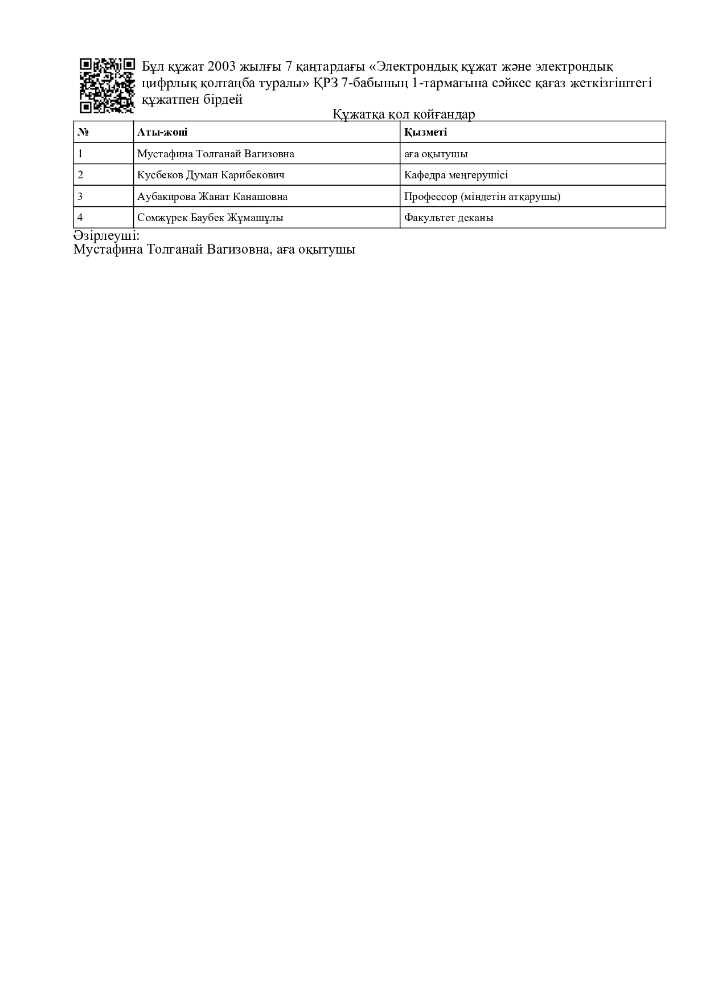 Бұл құжат 2003 жылғы 7 қаңтардағы «Электрондық құжат және электрондық
цифрлық қолтаңба туралы» ҚРЗ 7-бабының 1-тармағына сәйкес қағаз жеткізгіштегі
құжатпен бірдей
Құжатқа қол қойғандар
№ Аты-жөні Қызметі
1 Мустафина Толганай Вагизовна аға оқытушы
2 Кусбеков Думан Карибекович Кафедра меңгерушісі
3 Аубакирова Жанат Канашовна Профессор (міндетін атқарушы)
4 Сомжүрек Баубек Жұмашұлы Факультет деканы
Әзірлеуші:
Мустафина Толганай Вагизовна, аға оқытушы